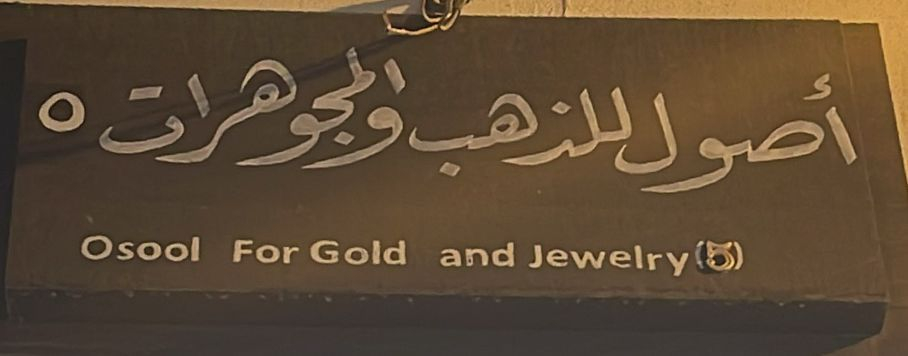 أصول للذهب والمجوهرات ٥
Osool For Gold and Jewelry (5)